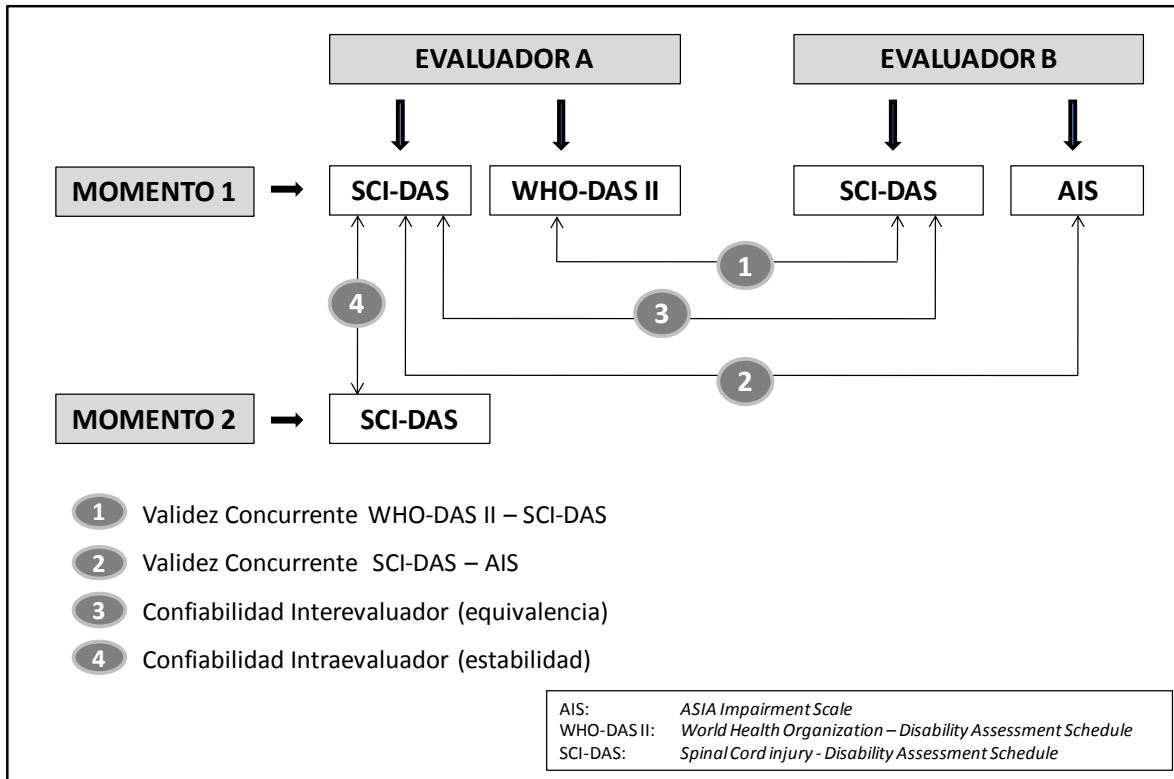 EVALUADOR A
EVALUADOR B
MOMENTO 1
SCI-DAS
WHO-DAS II
SCI-DAS
AIS
1
4
3
2
MOMENTO 2
SCI-DAS
1 Validez Concurrente WHO-DAS II – SCI-DAS
2 Validez Concurrente SCI-DAS – AIS
3 Confiabilidad Interevaluador (equivalencia)
4 Confiabilidad Intraevaluador (estabilidad)
AIS: ASIA Impairment Scale
WHO-DAS II: World Health Organization – Disability Assessment Schedule
SCI-DAS: Spinal Cord injury - Disability Assessment Schedule